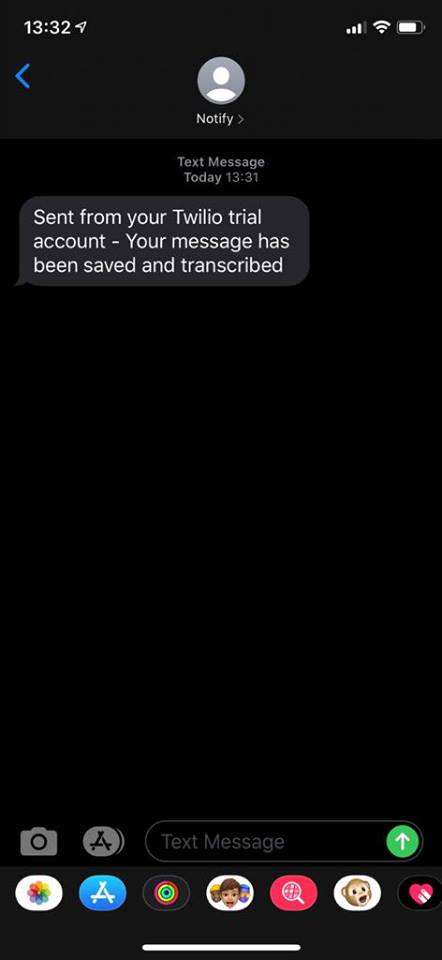 13:32
Notify
Text Message
Today 13:31
Sent from your Twilio trial
account - Your message has
been saved and transcribed
Text Message